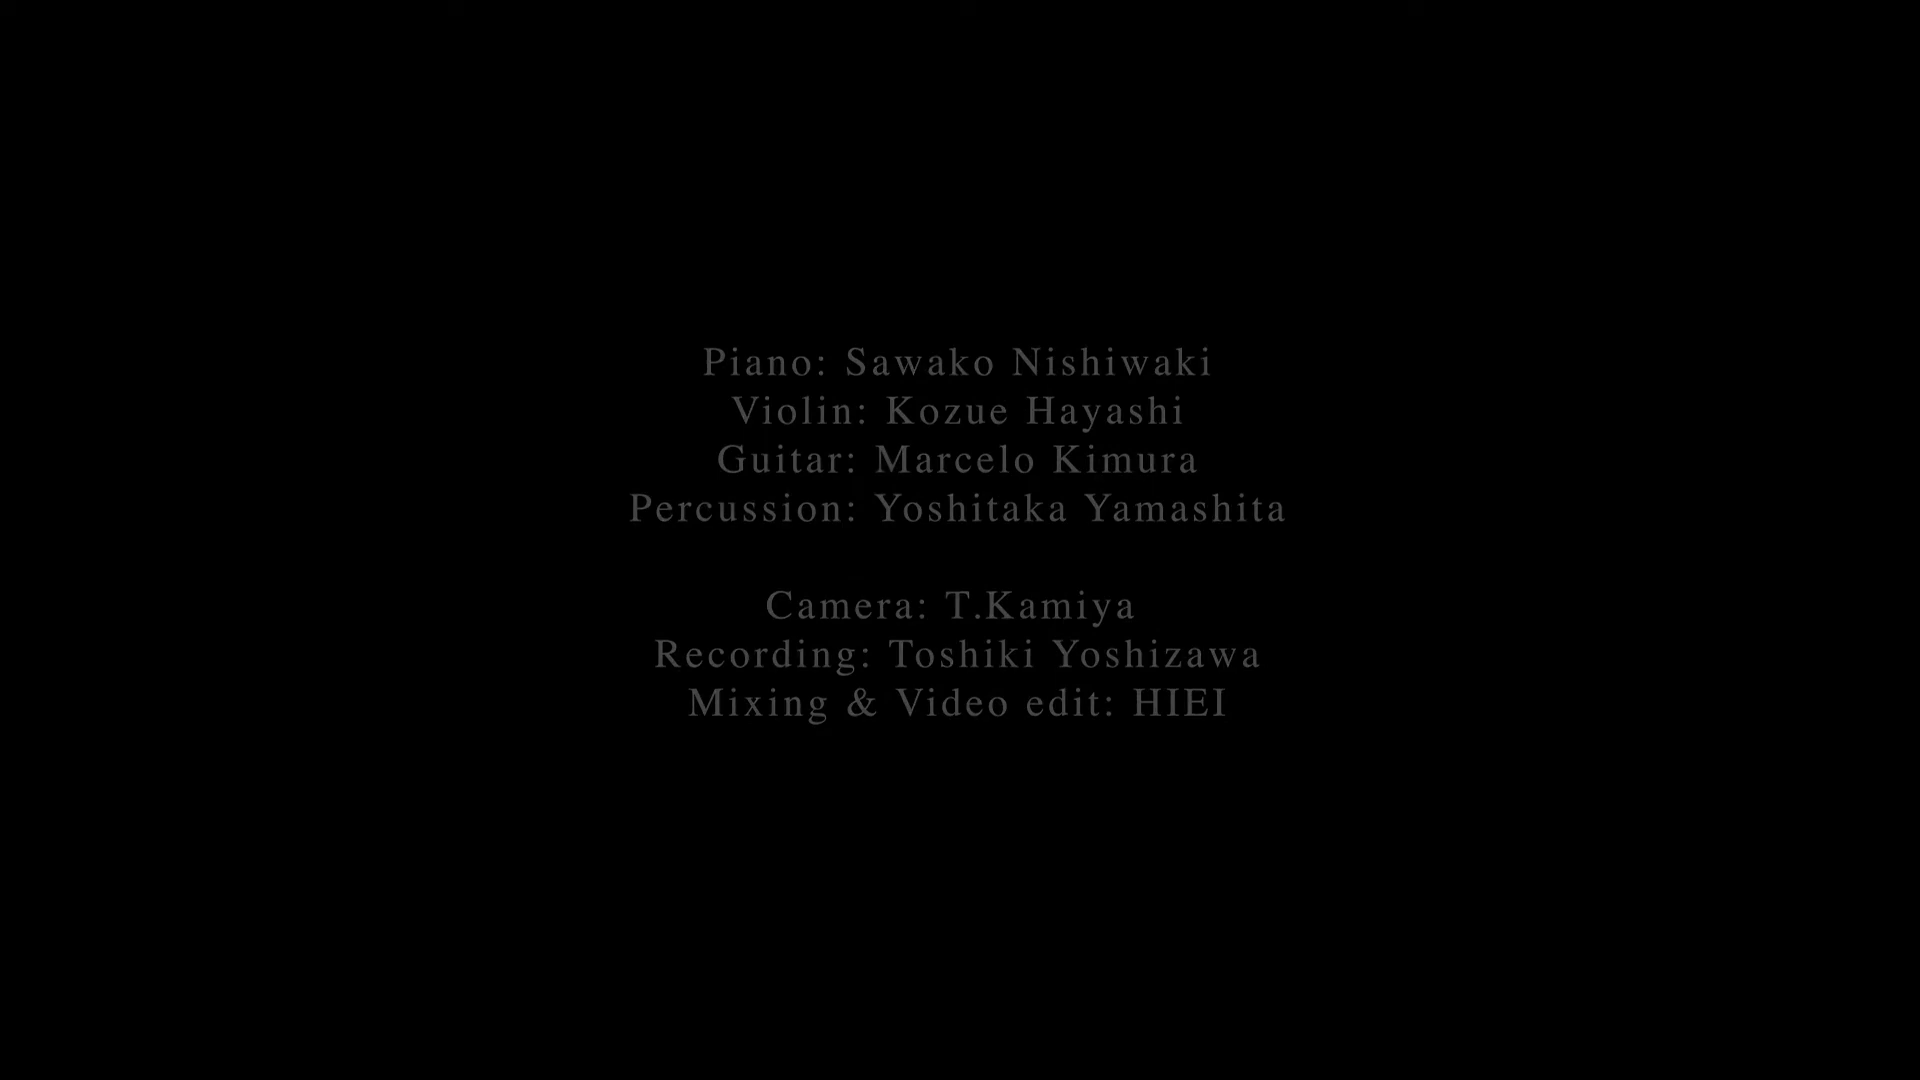 Piano: Sawako Nishiwaki
Violin: Kozue Hayashi
Guitar: Marcelo Kimura
Percussion: Yoshitaka Yamashita
Camera: T.Kamiya
Recording: Toshiki Yoshizawa
Mixing & Video edit: HIEI